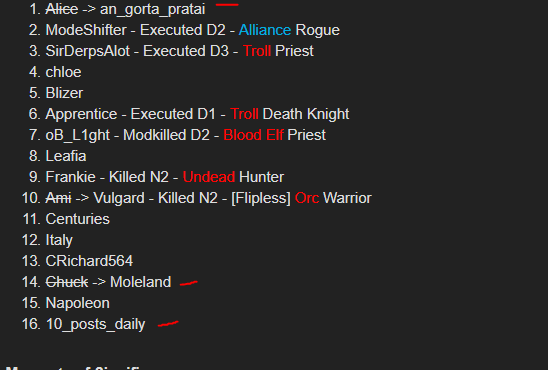 1. Alice -> an_gorta_pratai
2. ModeShifter - Executed D2 - Alliance Rogue
3. SirDerpsAlot - Executed D3 - Troll Priest
4. chloe
5. Blizer
6. Apprentice - Executed D1 - Troll Death Knight
7. oB_L1ght - Modkilled D2 - Blood Elf Priest
8. Leafia
9. Frankie - Killed N2 - Undead Hunter
10. Ami -> Vulgard - Killed N2 - [Flipless] Orc Warrior
11. Centuries
12. Italy
13. CRichard564
14. Chuck -> Moleland
15. Napoleon
16. 10_posts_daily